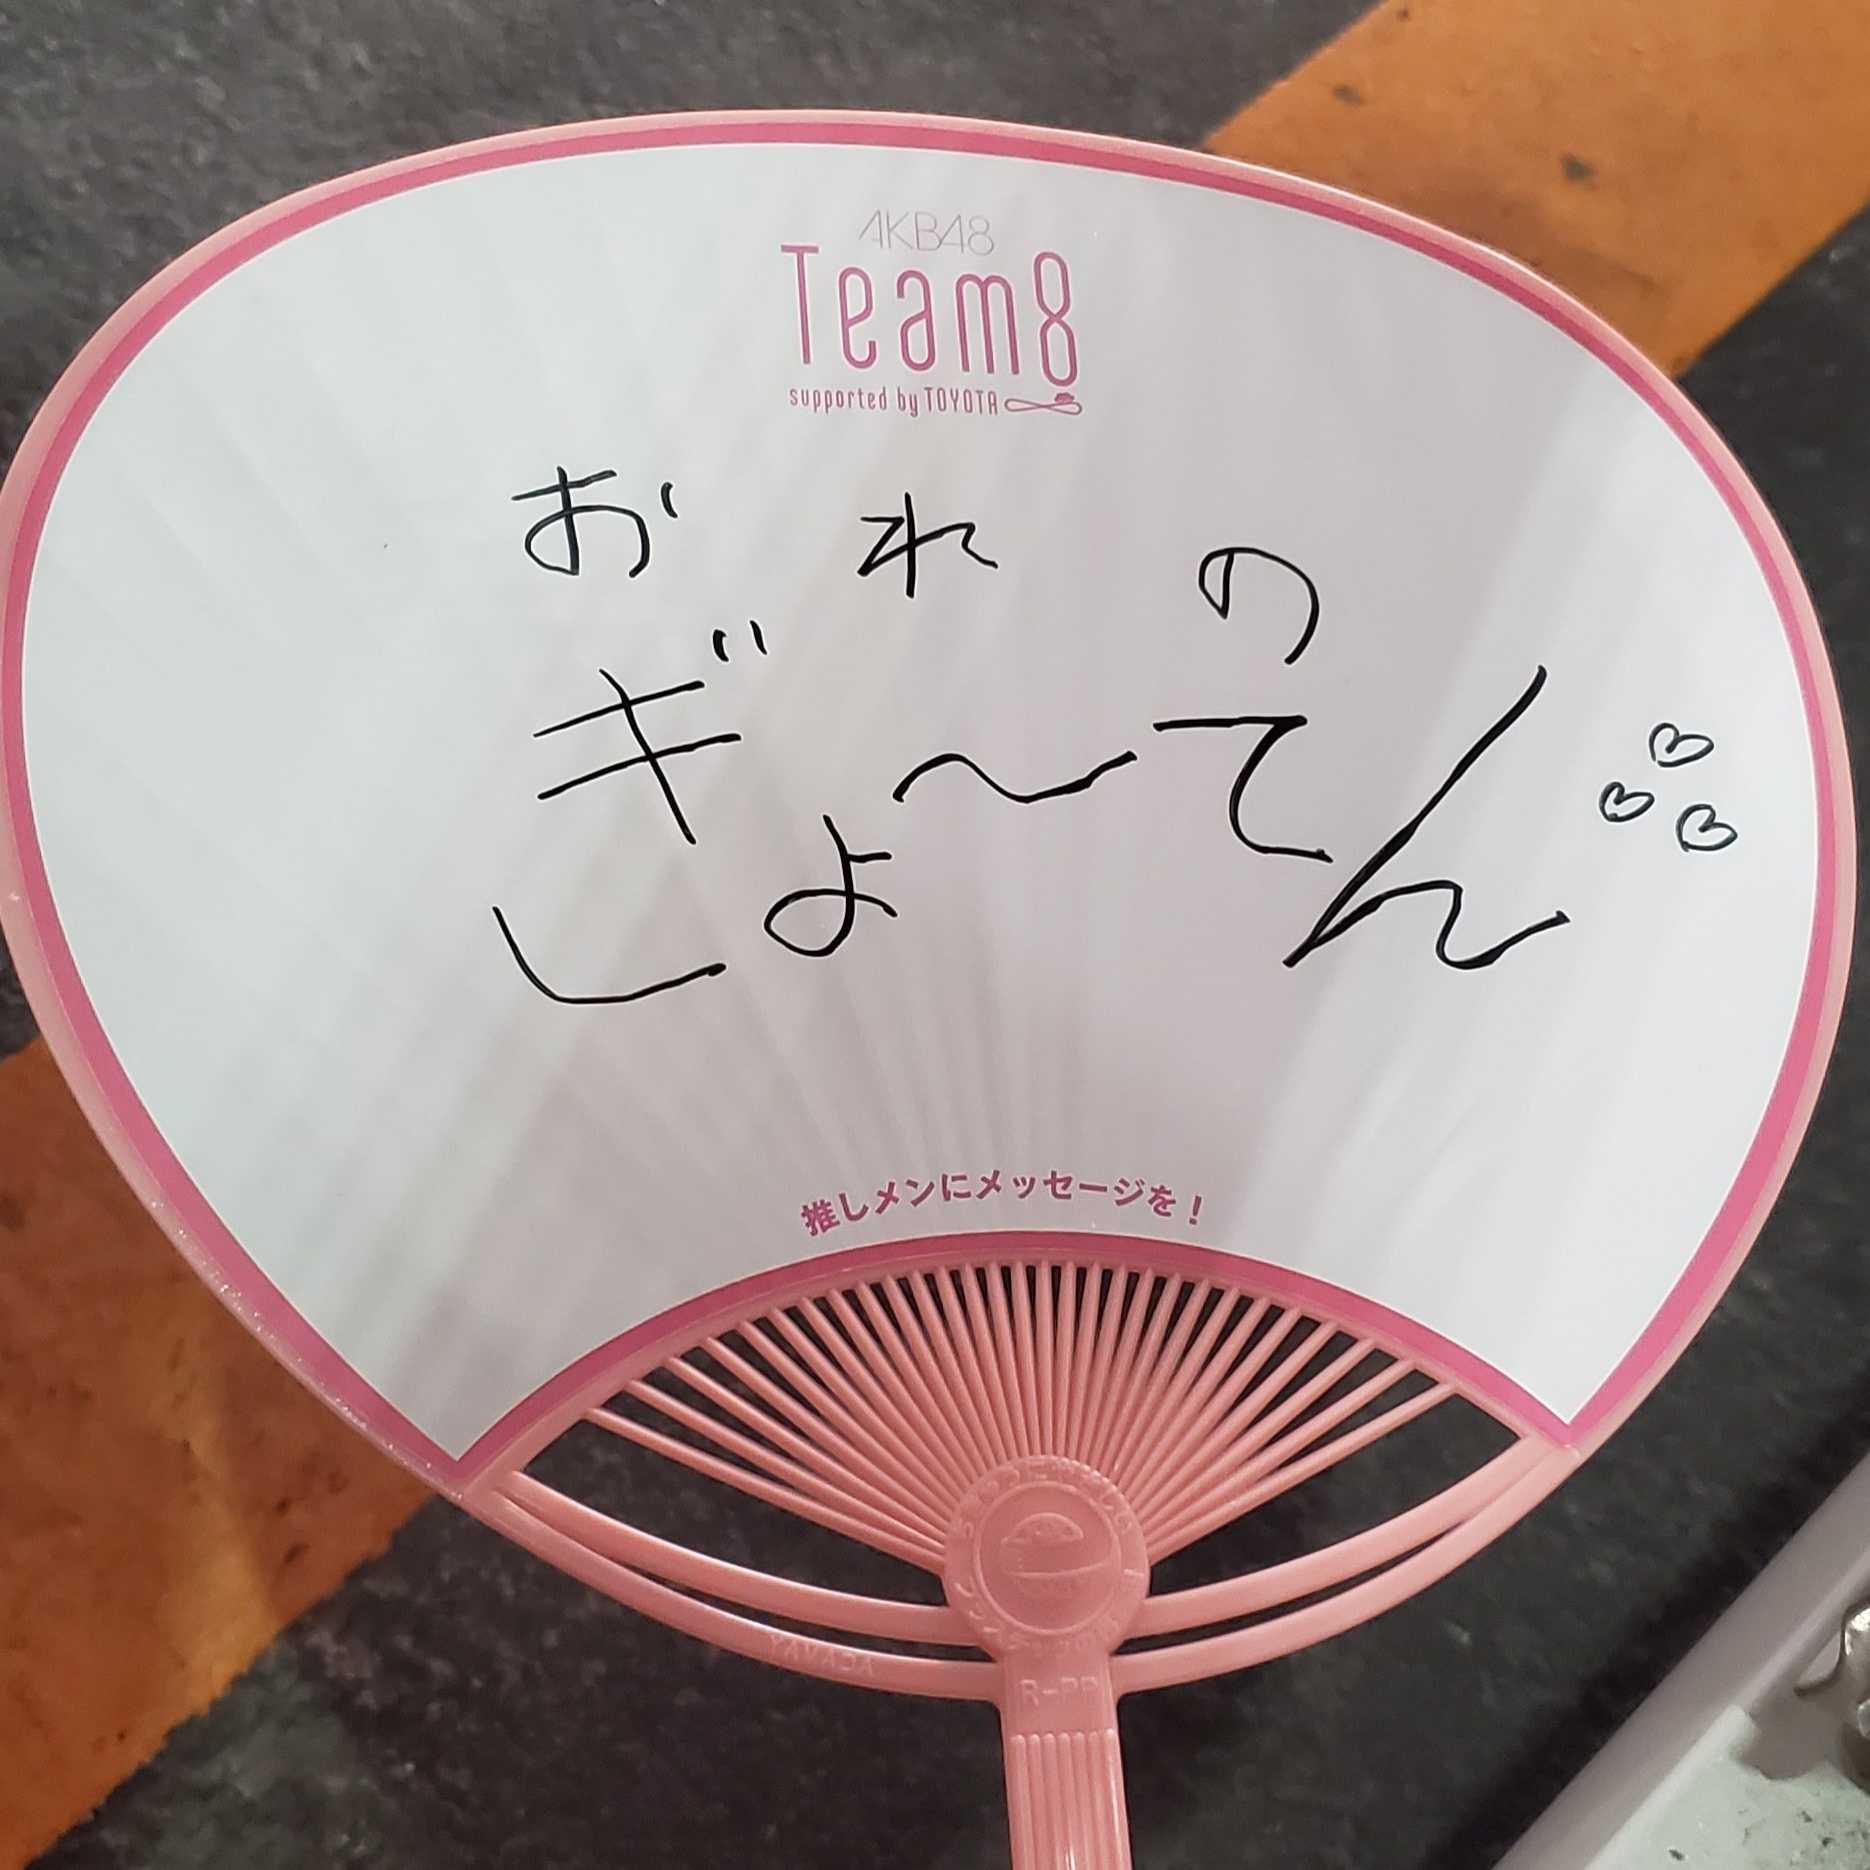 AKB48
Team8
supported by TOYOTA
おれの
ぎょ〜てん
推しメンにメッセージを！
R-PP